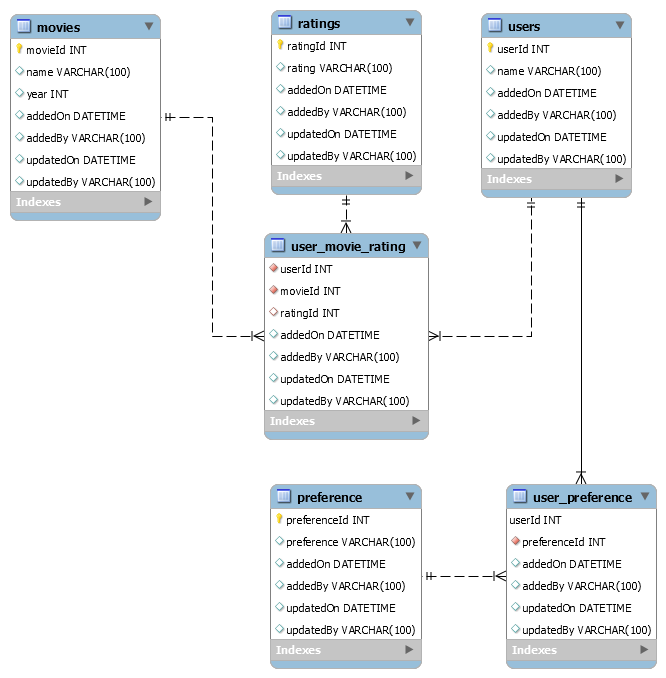 movies
movieId INT
name VARCHAR(100)
year INT
addedOn DATETIME
addedBy VARCHAR(100)
updatedOn DATETIME
updatedBy VARCHAR(100)
Indexes
ratings
ratingId INT
rating VARCHAR(100)
addedOn DATETIME
addedBy VARCHAR(100)
updatedOn DATETIME
updatedBy VARCHAR(100)
Indexes
users
userId INT
name VARCHAR(100)
addedOn DATETIME
addedBy VARCHAR(100)
updatedOn DATETIME
updatedBy VARCHAR(100)
Indexes
user_movie_rating
userId INT
movieId INT
ratingId INT
addedOn DATETIME
addedBy VARCHAR(100)
updatedOn DATETIME
updatedBy VARCHAR(100)
Indexes
preference
preferenceId INT
preference VARCHAR(100)
addedOn DATETIME
addedBy VARCHAR(100)
updatedOn DATETIME
updatedBy VARCHAR(100)
Indexes
user_preference
userId INT
preferenceId INT
addedOn DATETIME
addedBy VARCHAR(100)
updatedOn DATETIME
updatedBy VARCHAR(100)
Indexes